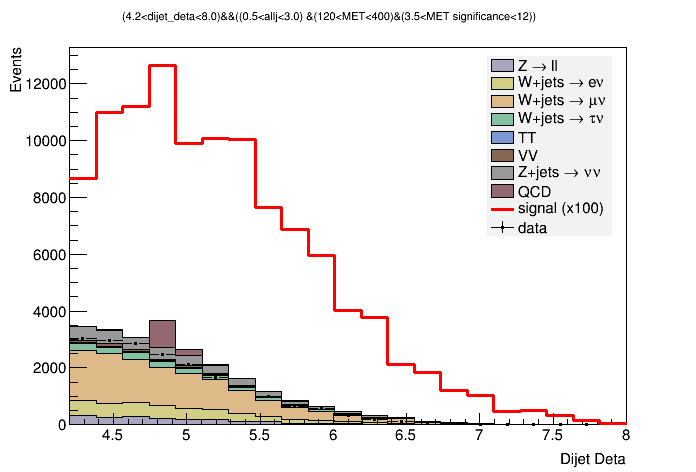 (4.2<dijet_deta<8.0)&&((0.5<allj<3.0) &(120<MET<400)&(3.5<MET significance<12))
Events
12000
10000
8000
6000
4000
2000
0
Z → ll
W+jets → eν
W+jets → μν
W+jets → τν
TT
VV
Z+jets → νν
QCD
signal (x100)
data
4.5 5 5.5 6 6.5 7 7.5 8
Dijet Deta